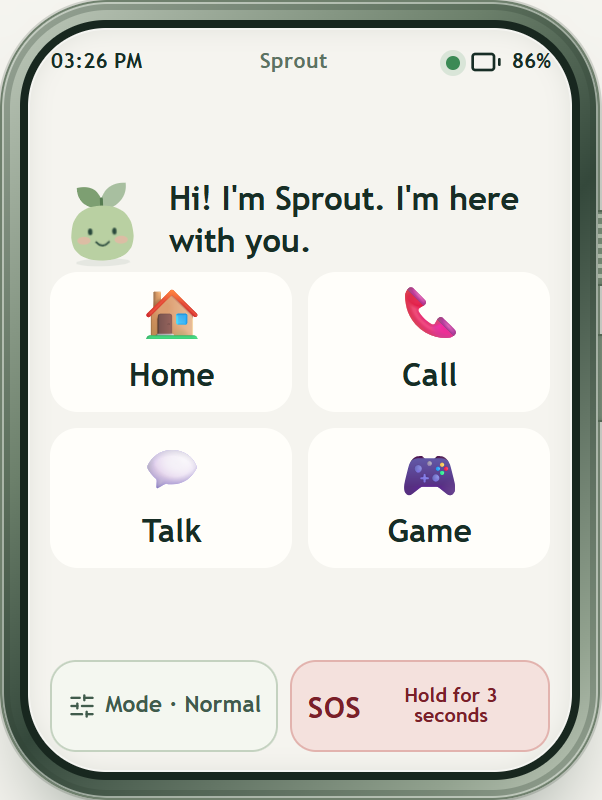 03:26 PM Sprout 86%
Hi! I'm Sprout. I'm here
with you.
Home Call
Talk Game
Mode · Normal SOS Hold for 3
seconds